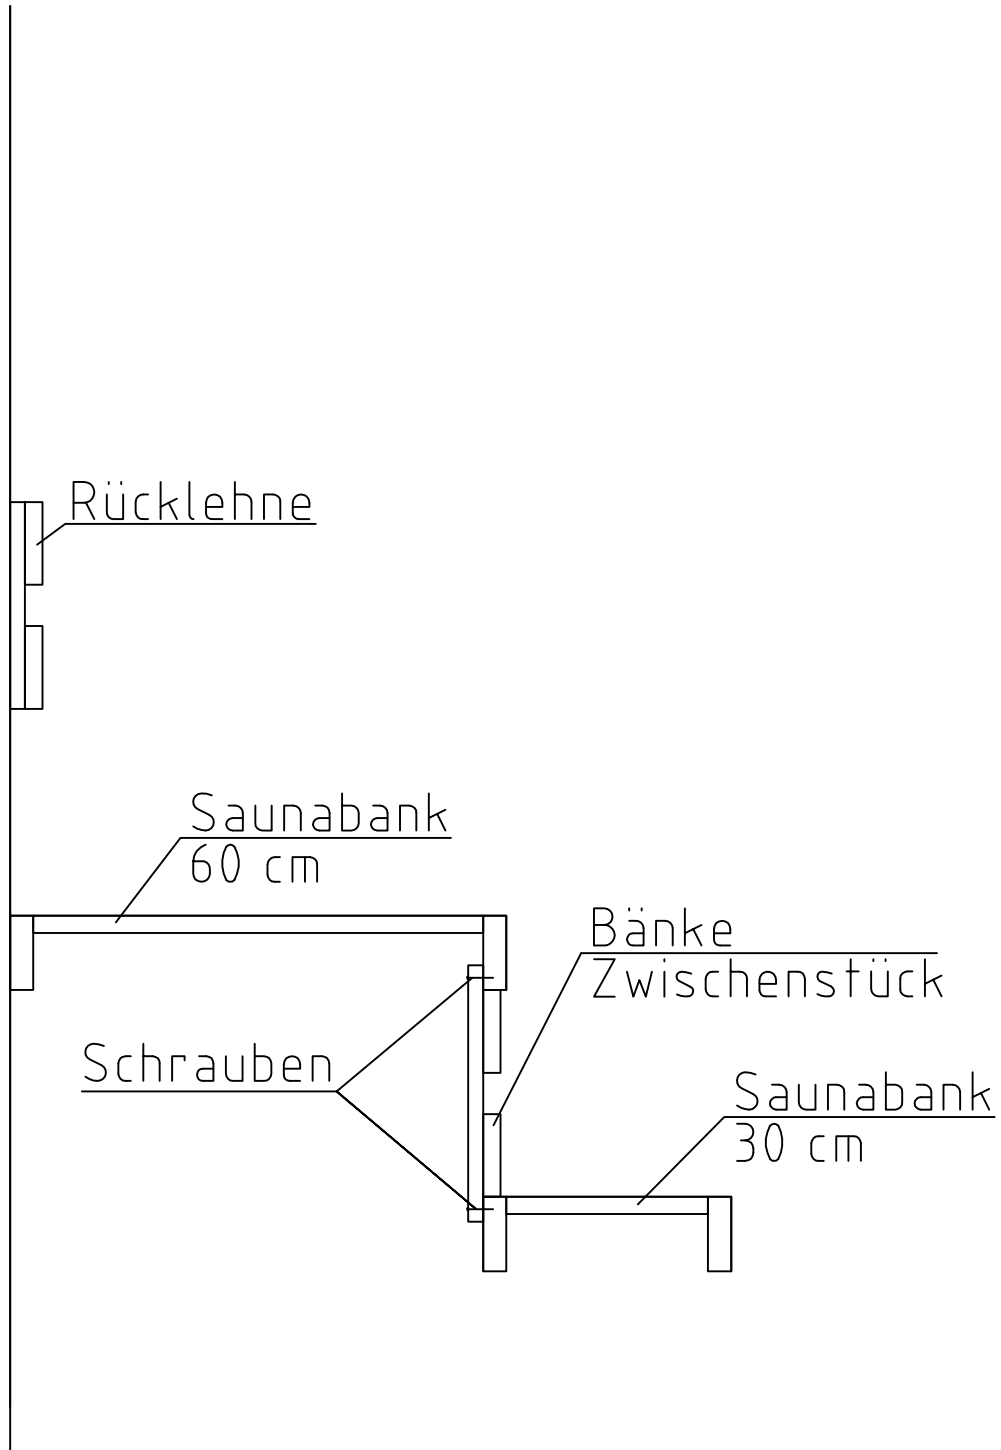 Rücklehne
Saunabank
60 cm
Bänke
Zwischenstück
Schrauben
Saunabank
30 cm